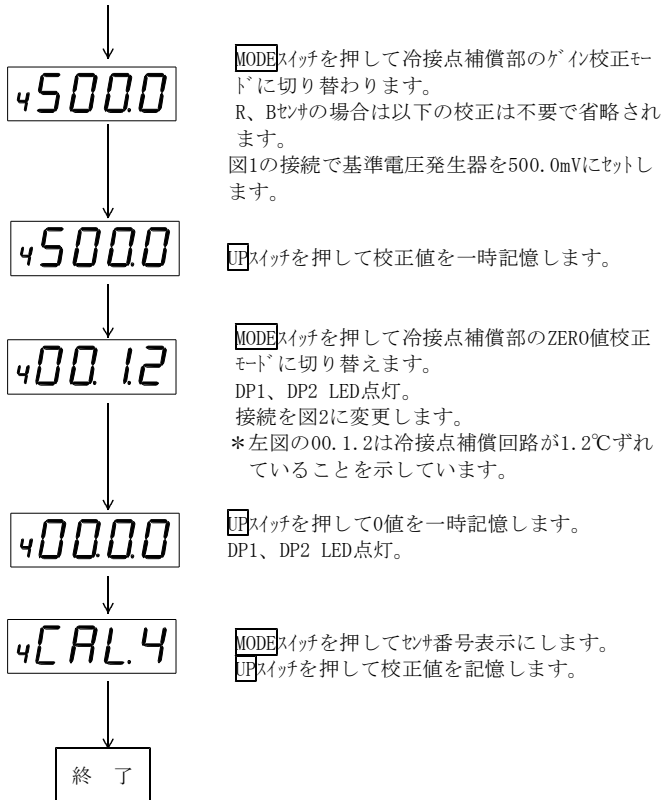 4500.0
MODEスイッチを押して冷接点補償部のゲイン校正モー
ドに切り替わります。
R、Bセンサの場合は以下の校正は不要で省略され
ます。
図1の接続で基準電圧発生器を500.0mVにセットし
ます。
4500.0
UPスイッチを押して校正値を一時記憶します。
400.1.2
MODEスイッチを押して冷接点補償部のZERO値校正
モードに切り替えます。
DP1、DP2 LED点灯。
接続を図2に変更します。
＊左図の00.1.2は冷接点補償回路が1.2℃ずれ
ていることを示しています。
400.0.0
UPスイッチを押して0値を一時記憶します。
DP1、DP2 LED点灯。
4CAL.4
MODEスイッチを押してセンサ番号表示にします。
UPスイッチを押して校正値を記憶します。
終 了